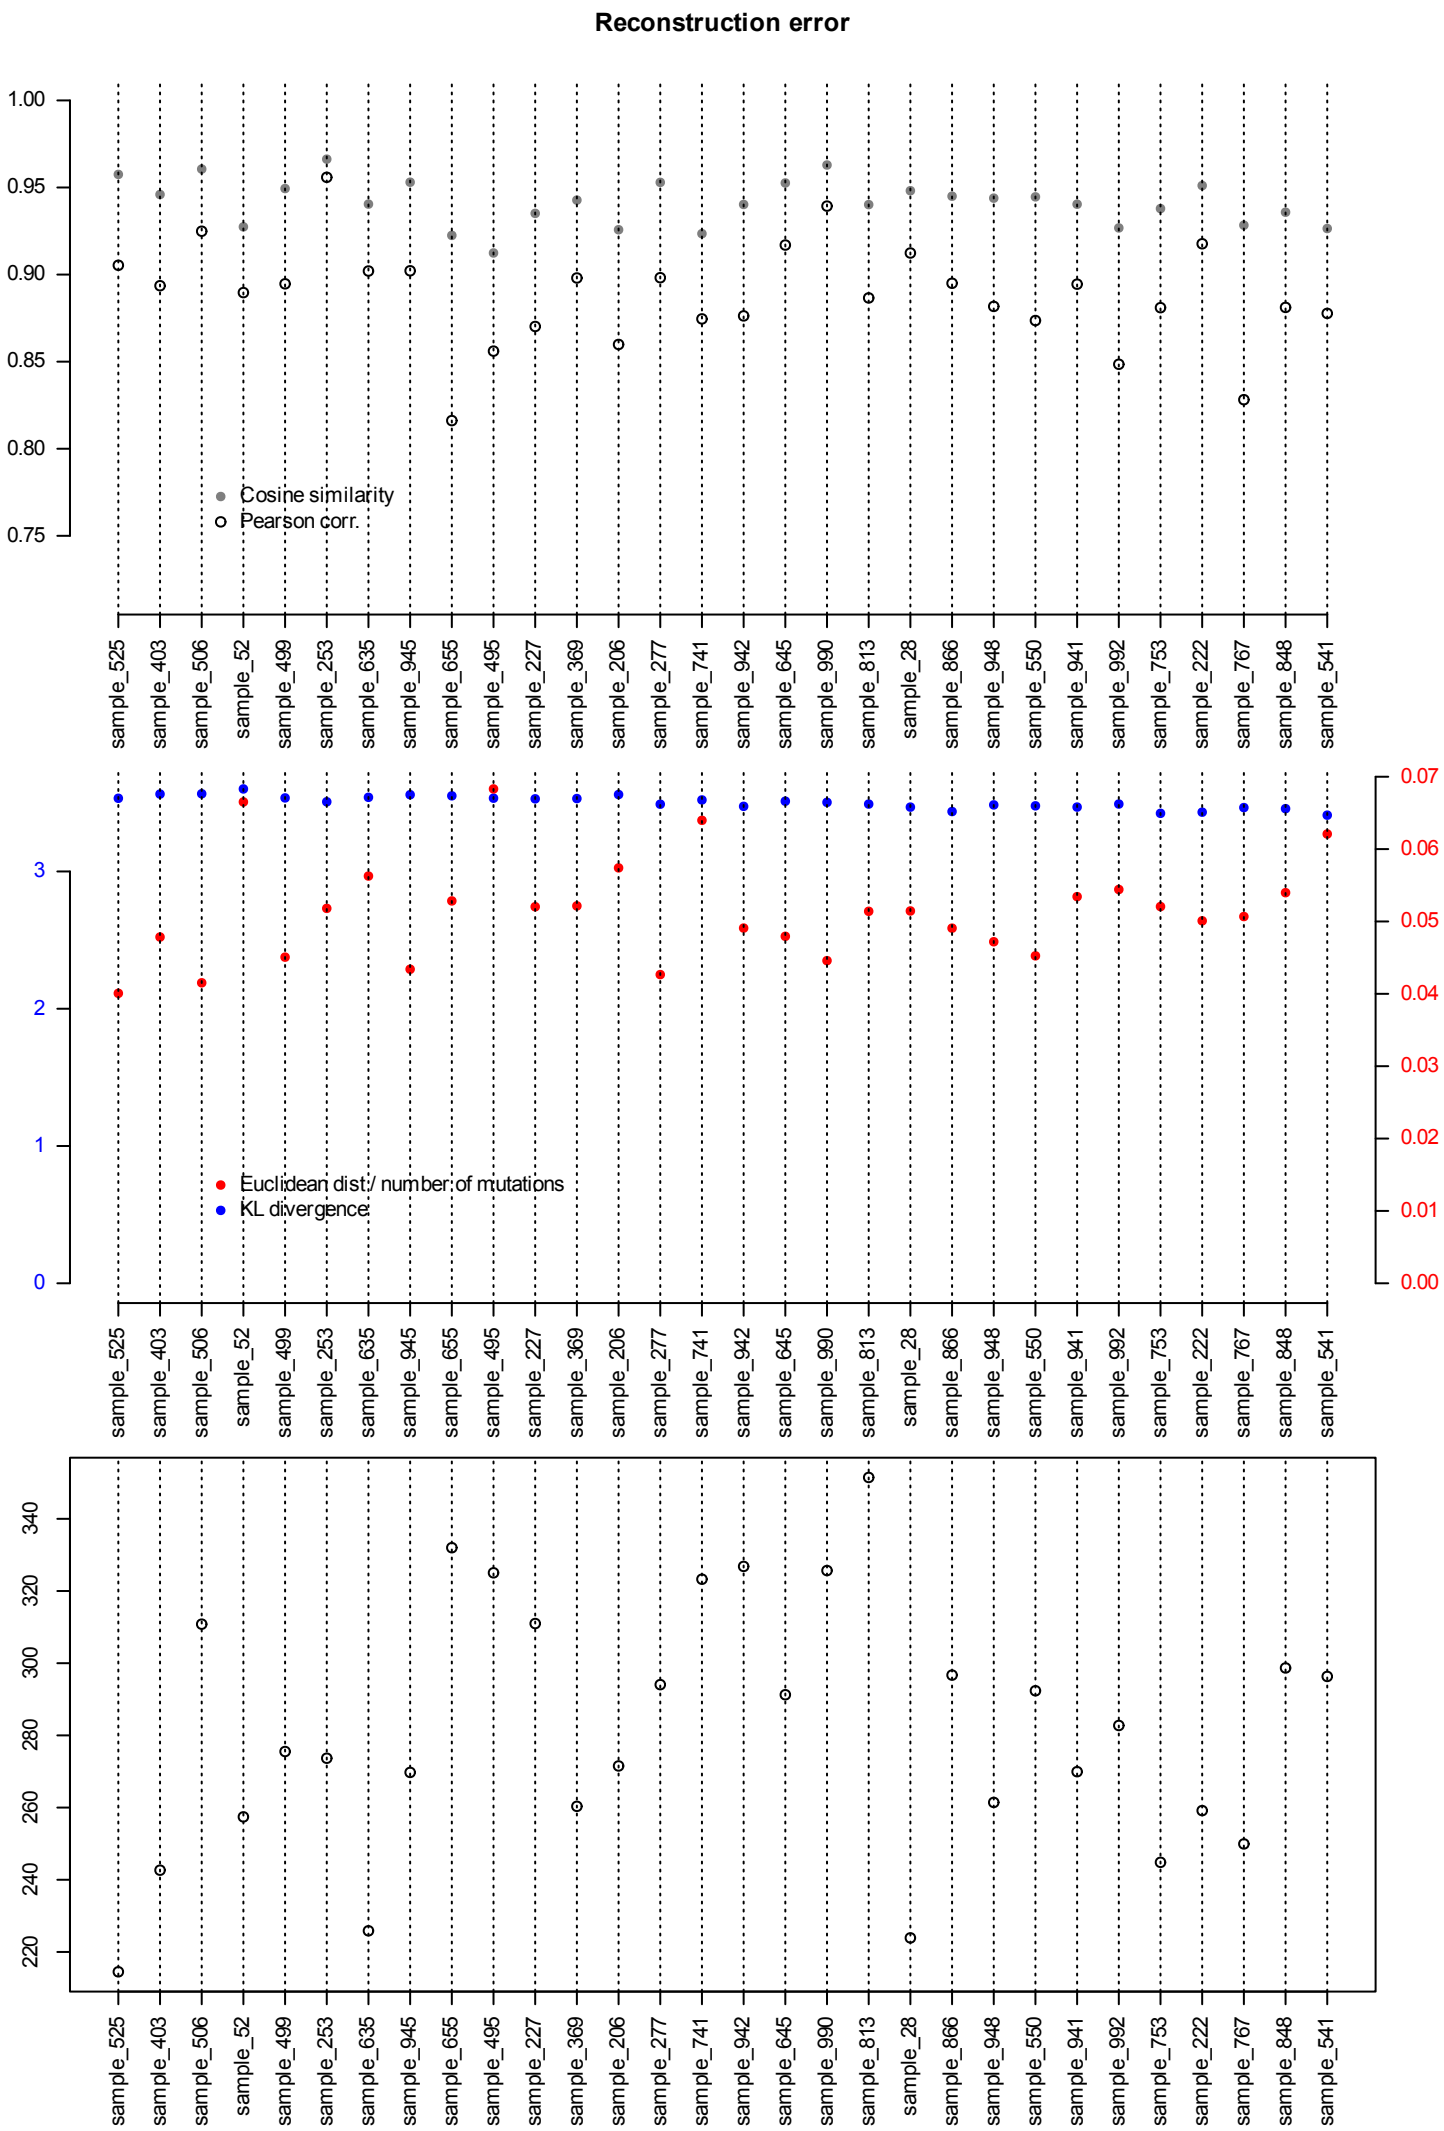 Reconstruction error
1.00
0.95
0.90
0.85
0.80
0.75
Cosine similarity
Pearson corr.
sample_525
sample_403
sample_506
sample_52
sample_499
sample_253
sample_635
sample_945
sample_655
sample_495
sample_227
sample_369
sample_206
sample_277
sample_741
sample_942
sample_645
sample_990
sample_813
sample_28
sample_866
sample_948
sample_550
sample_941
sample_992
sample_753
sample_222
sample_767
sample_848
sample_541
3
2
1
0
0.07
0.06
0.05
0.04
0.03
0.02
0.01
0.00
Euclidean dist./ number of mutations
KL divergence
sample_525
sample_403
sample_506
sample_52
sample_499
sample_253
sample_635
sample_945
sample_655
sample_495
sample_227
sample_369
sample_206
sample_277
sample_741
sample_942
sample_645
sample_990
sample_813
sample_28
sample_866
sample_948
sample_550
sample_941
sample_992
sample_753
sample_222
sample_767
sample_848
sample_541
340
320
300
280
260
240
220
sample_525
sample_403
sample_506
sample_52
sample_499
sample_253
sample_635
sample_945
sample_655
sample_495
sample_227
sample_369
sample_206
sample_277
sample_741
sample_942
sample_645
sample_990
sample_813
sample_28
sample_866
sample_948
sample_550
sample_941
sample_992
sample_753
sample_222
sample_767
sample_848
sample_541